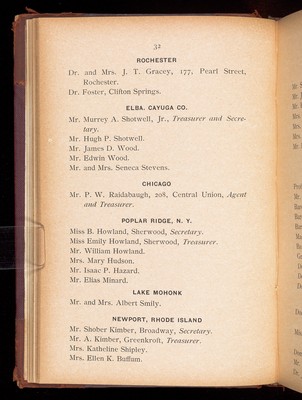 32
ROCHESTER
Dr. and Mrs. J. T. Gracey, 177, Pearl Street,
Rochester.
Dr. Foster, Clifton Springs.
ELBA, CAYUGA CO.
Mr. Murrey A. Shotwell, Jr., Treasurer and Secre-
tary.
Mr. Hugh P. Shotwell.
Mr. James D. Wood.
Mr. Edwin Wood.
Mr. and Mrs. Seneca Stevens.
CHICAGO
Mr. P. W. Raidabaugh, 208, Central Union, Agent
and Treasurer.
POPLAR RIDGE, N. Y.
Miss B. Howland, Sherwood, Secretary.
Miss Emily Howland, Sherwood, Treasurer.
Mr. William Howland.
Mrs. Mary Hudson.
Mr. Isaac P. Hazard.
Mr. Elias Minard.
LAKE MOHONK
Mr. and Mrs. Albert Smily.
NEWPORT, RHODE ISLAND
Mr. Shober Kimber, Broadway, Secretary.
Mr. A. Kimber, Greenkroft, Treasurer.
Mrs. Katheline Shipley.
Mrs. Ellen K. Buffum.